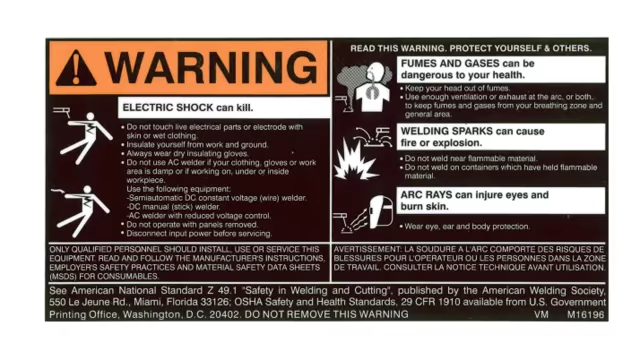 WARNING
ELECTRIC SHOCK can kill.
• Do not touch live electrical parts or electrode with
skin or wet clothing.
• Insulate yourself from work and ground.
• Always wear dry insulating gloves.
• Do not use AC welder if your clothing, gloves or work
area is damp or if working on, under or inside
workpiece.
Use the following equipment:
-Semiautomatic DC constant voltage (wire) welder.
-DC manual (stick) welder.
-AC welder with reduced voltage control.
• Do not operate with panels removed.
• Disconnect input power before servicing.
READ THIS WARNING. PROTECT YOURSELF & OTHERS.
FUMES AND GASES can be
dangerous to your health.
• Keep your head out of fumes.
• Use enough ventilation or exhaust at the arc, or both,
to keep fumes and gases from your breathing zone and
general area.
WELDING SPARKS can cause
fire or explosion.
• Do not weld near flammable material.
• Do not weld on containers which have held flammable
material.
ARC RAYS can injure eyes and
burn skin.
• Wear eye, ear and body protection.
ONLY QUALIFIED PERSONNEL SHOULD INSTALL, USE OR SERVICE THIS
EQUIPMENT. READ AND FOLLOW THE MANUFACTURER'S INSTRUCTIONS,
EMPLOYER'S SAFETY PRACTICES AND MATERIAL SAFETY DATA SHEETS
(MSDS) FOR CONSUMABLES.
AVERTISSEMENT: LA SOUDURE A L'ARC COMPORTE DES RISQUES DE
BLESSURES POUR L'OPERATEUR OU LES PERSONNES DANS LA ZONE
DE TRAVAIL. CONSULTER LA NOTICE TECHNIQUE AVANT UTILISATION.
See American National Standard Z 49.1 "Safety in Welding and Cutting", published by the American Welding Society,
550 Le Jeune Rd., Miami, Florida 33126; OSHA Safety and Health Standards, 29 CFR 1910 available from U.S. Government
Printing Office, Washington, D.C. 20402. DO NOT REMOVE THIS WARNING VM M16196